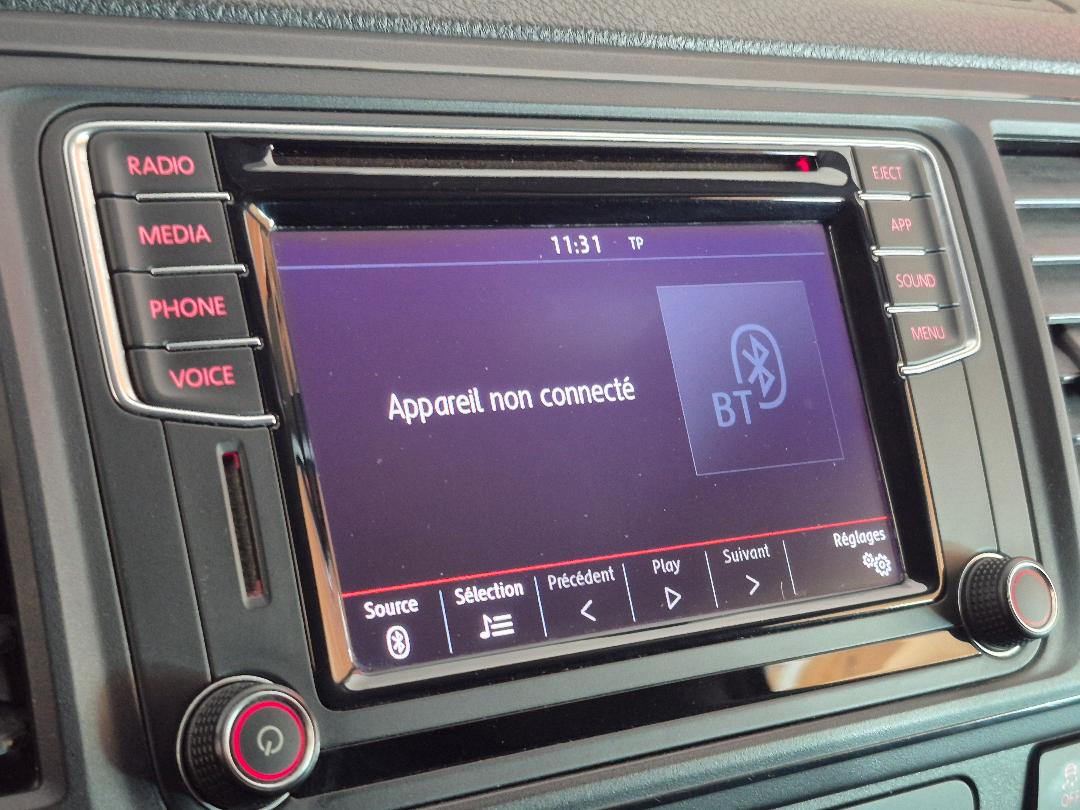 RADIO
MEDIA
PHONE
VOICE
EJECT
APP
SOUND
MENU
11:31 TP
Appareil non connecté
BT
Source
Sélection
Précédent
Play
Suivant
Réglages